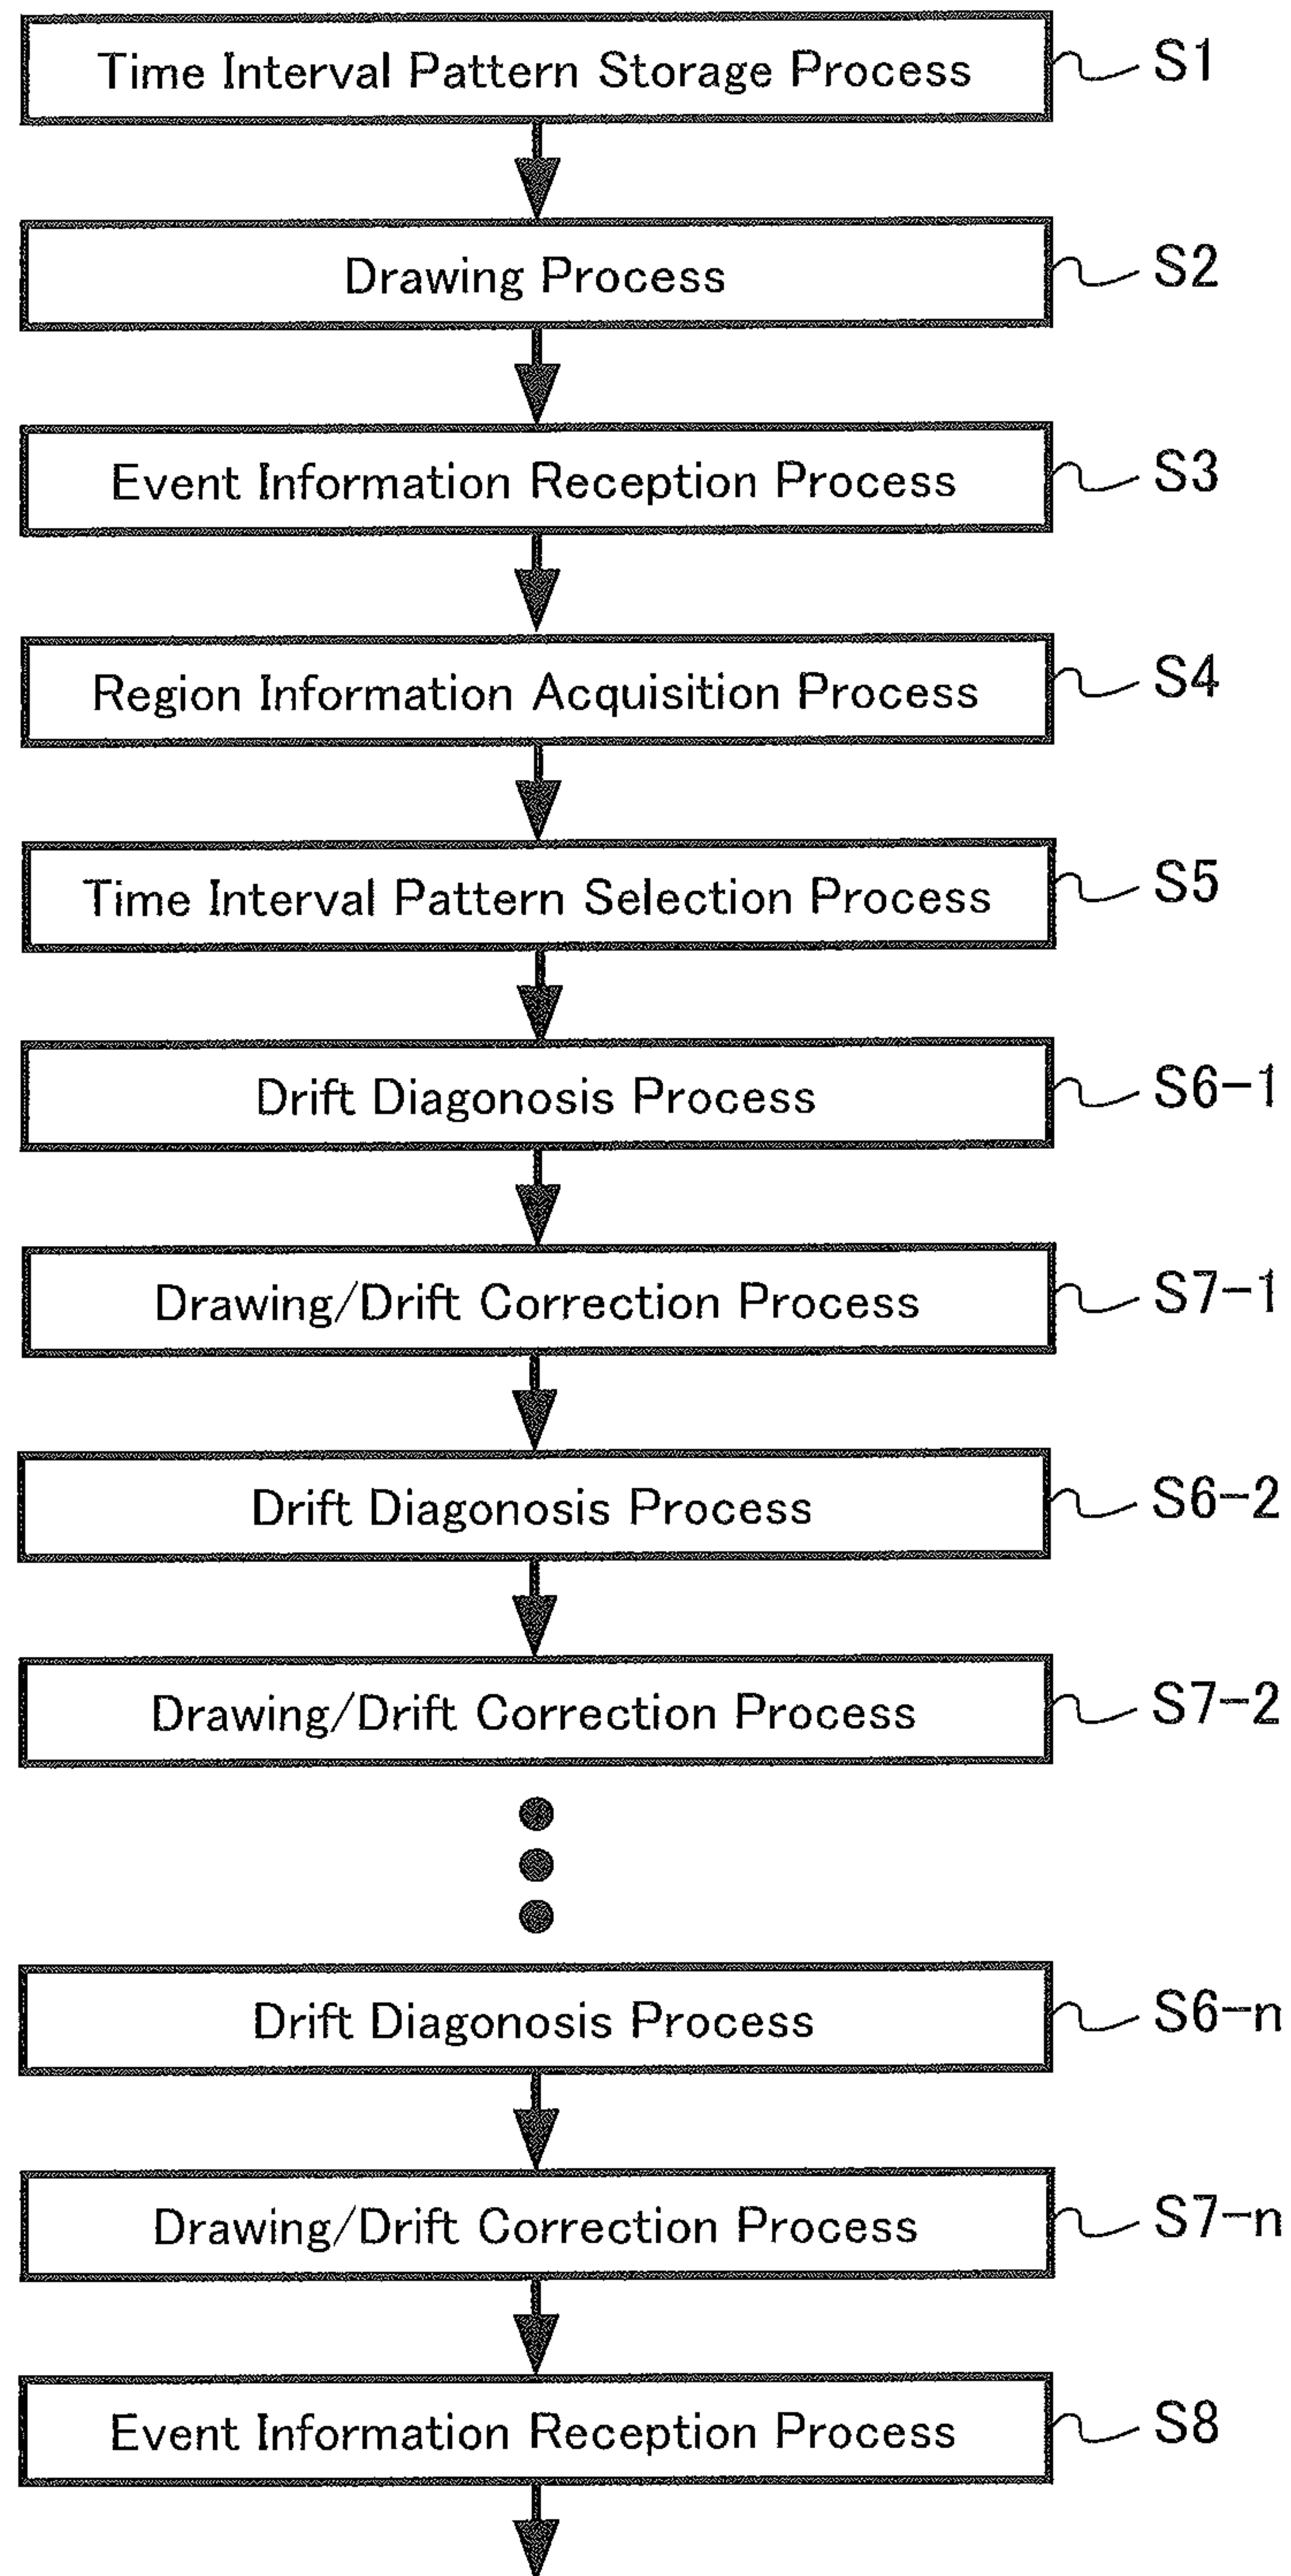 Time Interval Pattern Storage Process S1
Drawing Process S2
Event Information Reception Process S3
Region Information Acquisition Process S4
Time Interval Pattern Selection Process S5
Drift Diagonosis Process S6-1
Drawing/Drift Correction Process S7-1
Drift Diagonosis Process S6-2
Drawing/Drift Correction Process S7-2
Drift Diagonosis Process S6-n
Drawing/Drift Correction Process S7-n
Event Information Reception Process S8